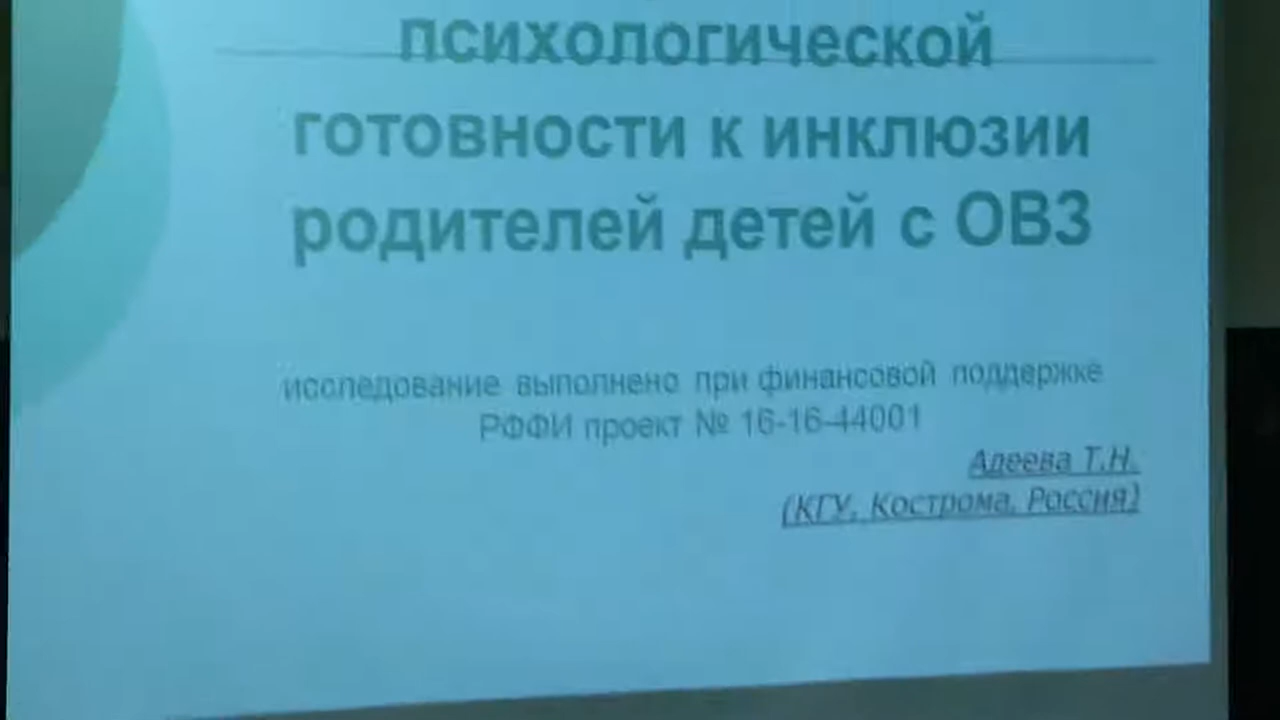 психологической
готовности к инклюзии
родителей детей с ОВЗ
исследование выполнено при финансовой поддержке
РФФИ проект № 16-16-44001
Адеева Т.Н.
(КГУ, Кострома, Россия)